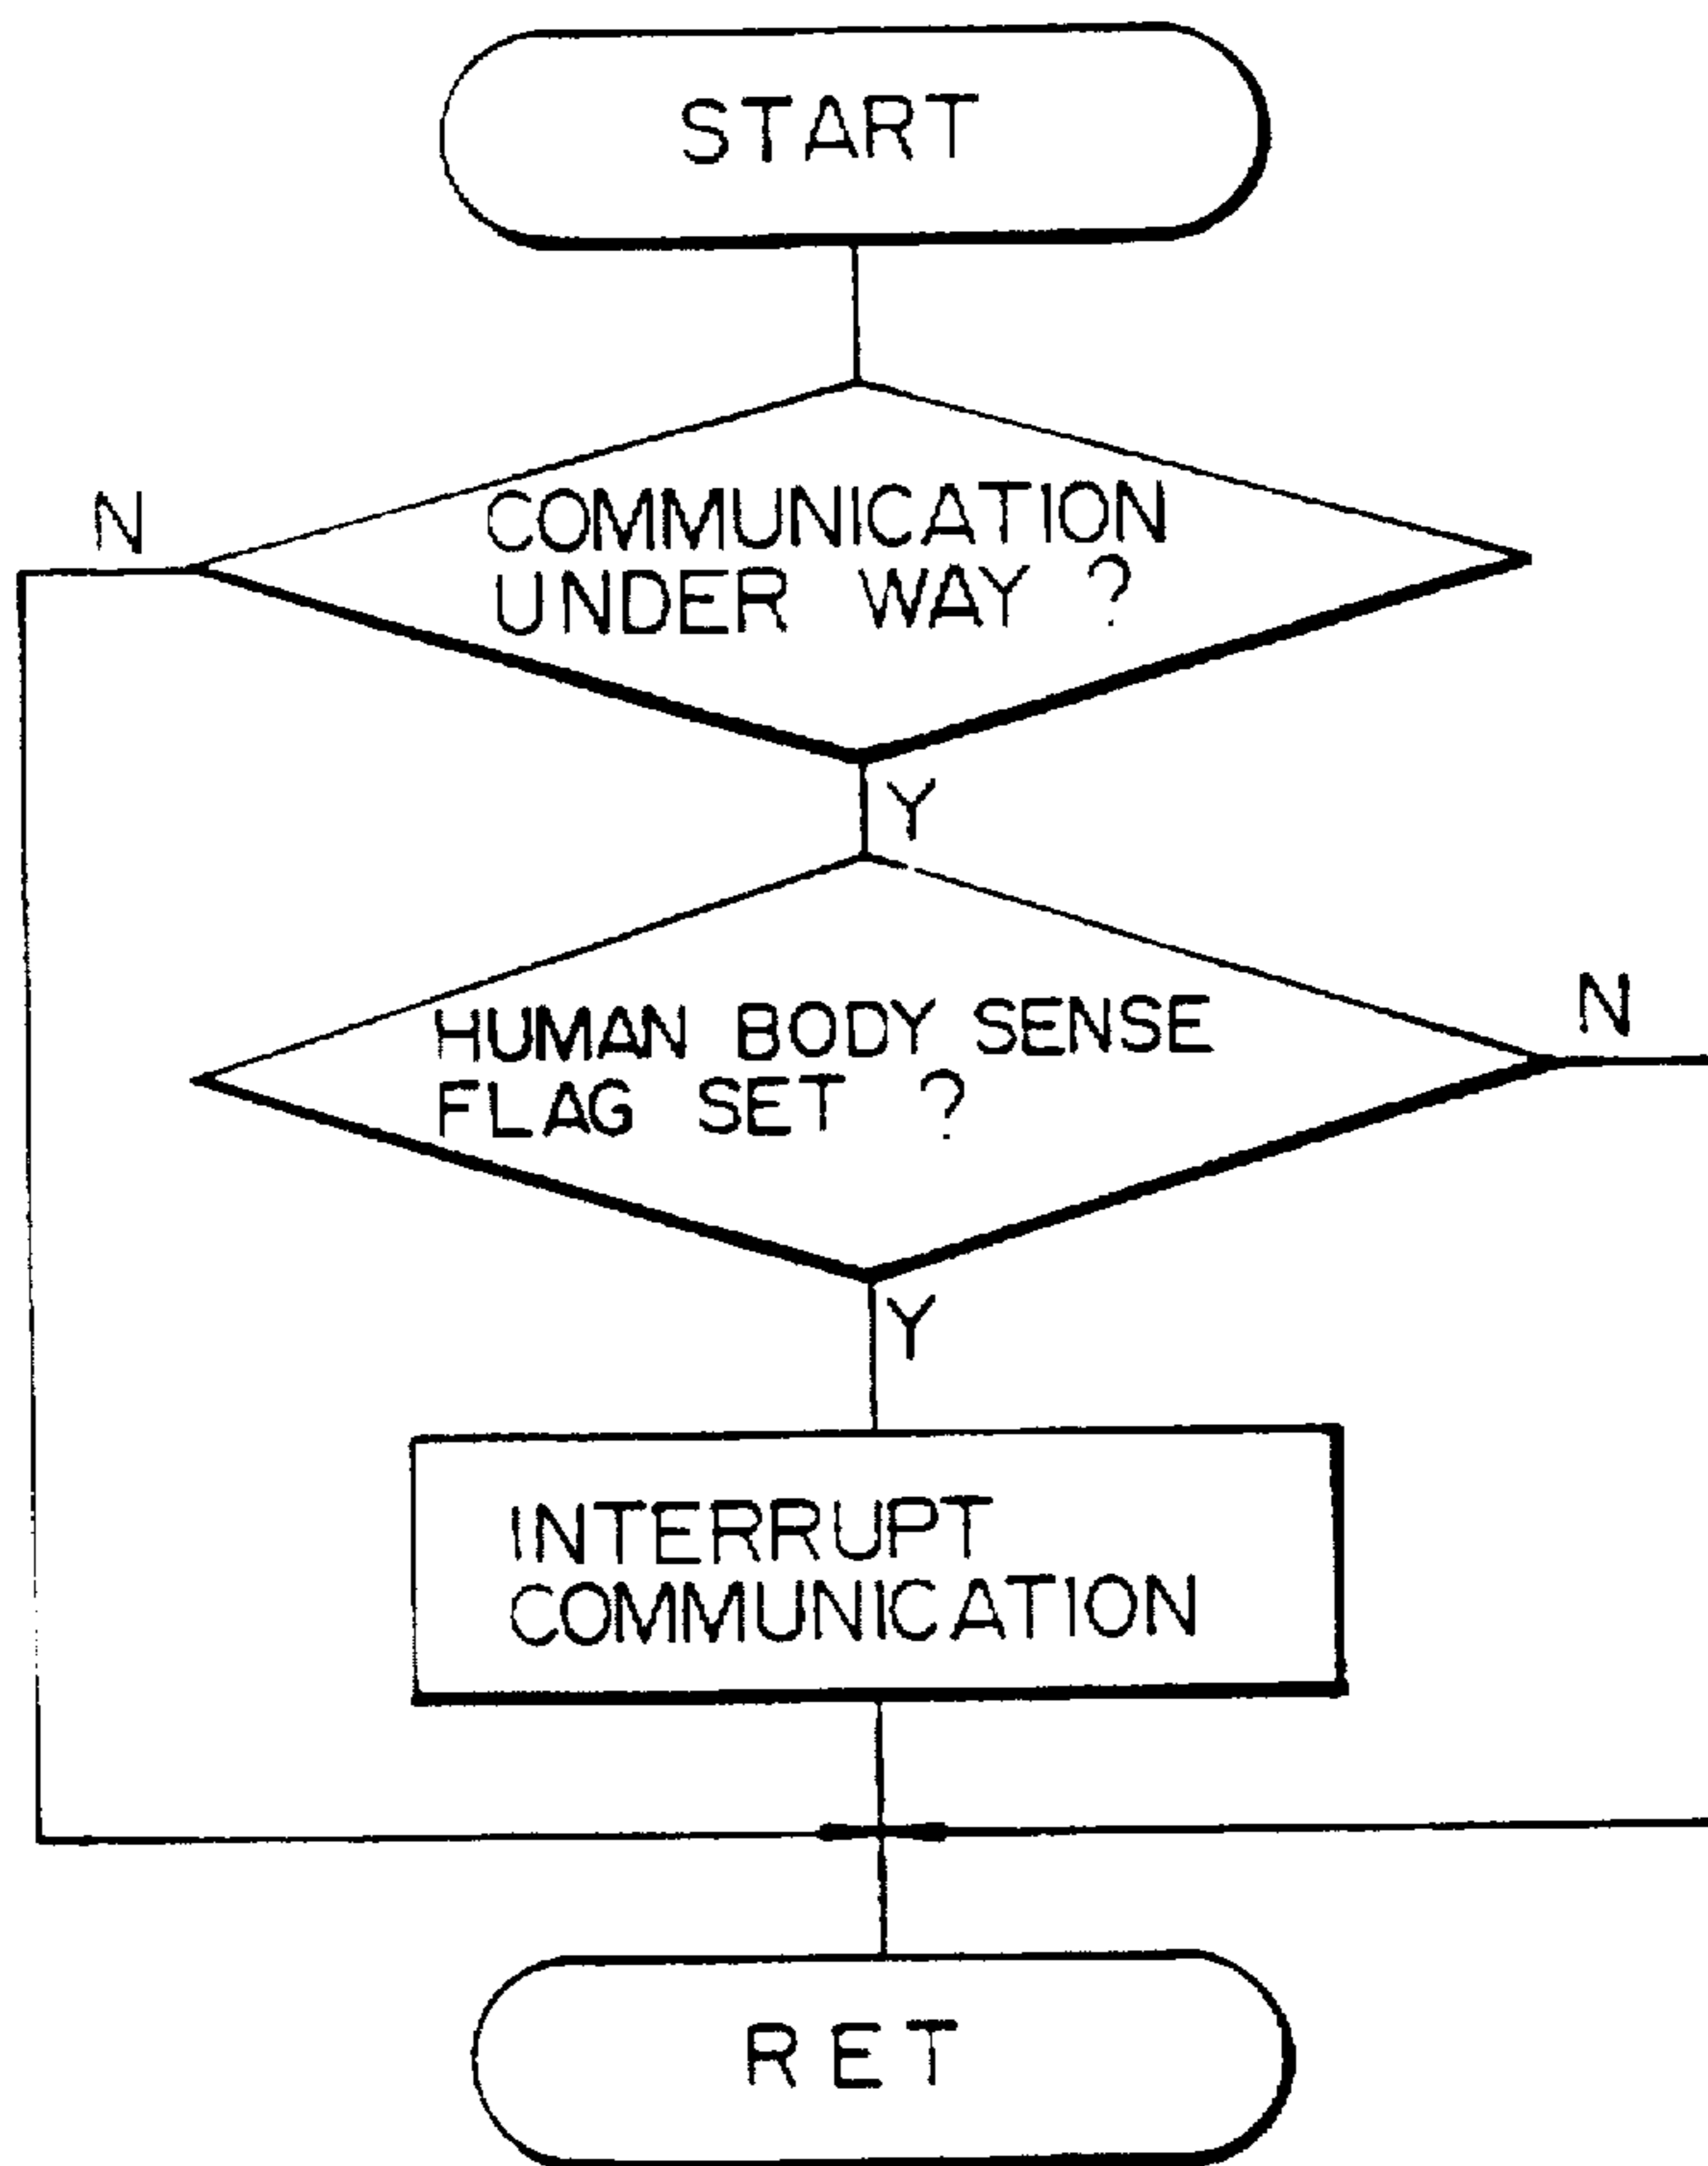 START
N
COMMUNICATION
UNDER WAY ?
Y
HUMAN BODY SENSE
FLAG SET ?
N
Y
INTERRUPT
COMMUNICATION
RET